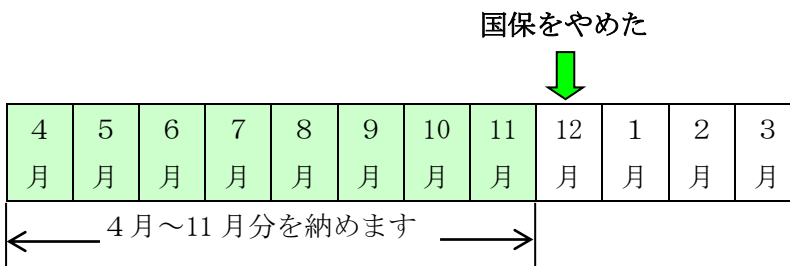 国保をやめた
４ ５ ６ ７ ８ ９ 10 11 12 １ ２ ３
月 月 月 月 月 月 月 月 月 月 月 月
４月～11 月分を納めます